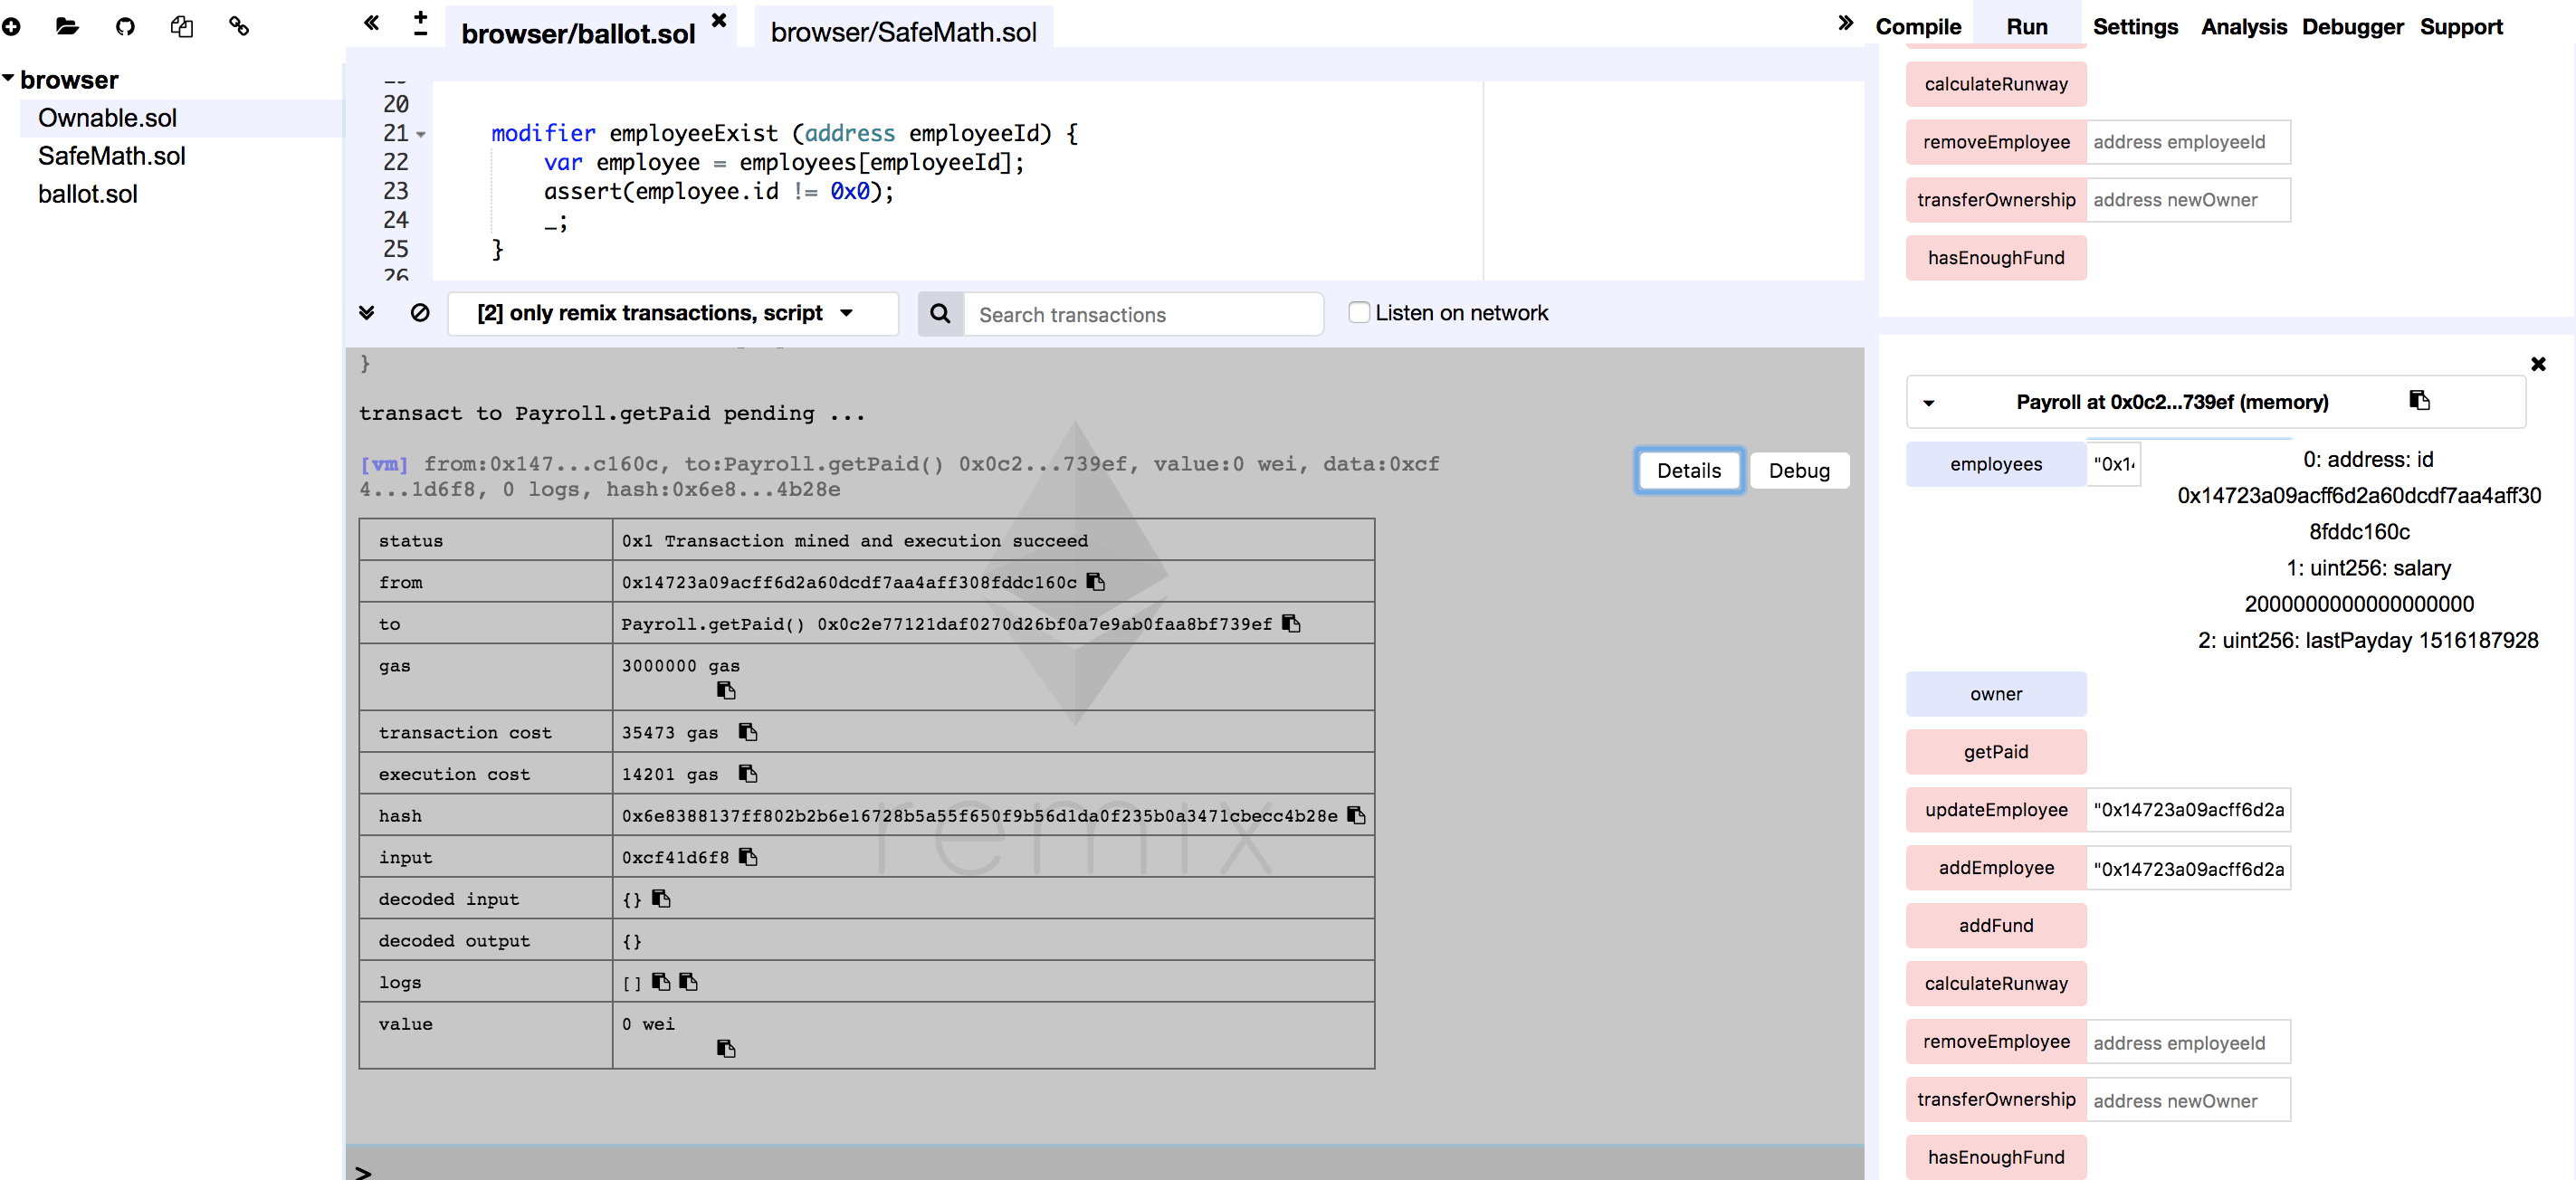 browser
Ownable.sol
SafeMath.sol
ballot.sol
browser/ballot.sol
browser/SafeMath.sol
20
21 modifier employeeExist (address employeeId) {
22 var employee = employees[employeeId];
23 assert(employee.id != 0x0);
24 _;
25 }
26
[2] only remix transactions, script
Search transactions
Listen on network
}
transact to Payroll.getPaid pending ...
[vm] from:0x147...c160c, to:Payroll.getPaid() 0x0c2...739ef, value:0 wei, data:0xcf
4...1d6f8, 0 logs, hash:0x6e8...4b28e
Details
Debug
status 0x1 Transaction mined and execution succeed
from 0x14723a09acff6d2a60dcdf7aa4aff308fddc160c
to Payroll.getPaid() 0x0c2e77121daf0270d26bf0a7e9ab0faa8bf739ef
gas 3000000 gas
transaction cost 35473 gas
execution cost 14201 gas
hash 0x6e8388137ff802b2b6e16728b5a55f650f9b56d1da0f235b0a3471cbecc4b28e
input 0xcf41d6f8
decoded input {}
decoded output {}
logs []
value 0 wei
remix
>
Compile
Run
Settings
Analysis
Debugger
Support
calculateRunway
removeEmployee address employeeId
transferOwnership address newOwner
hasEnoughFund
Payroll at 0x0c2...739ef (memory)
employees "0x14
0: address: id
0x14723a09acff6d2a60dcdf7aa4aff30
8fddc160c
1: uint256: salary
2000000000000000000
2: uint256: lastPayday 1516187928
owner
getPaid
updateEmployee "0x14723a09acff6d2a
addEmployee "0x14723a09acff6d2a
addFund
calculateRunway
removeEmployee address employeeId
transferOwnership address newOwner
hasEnoughFund